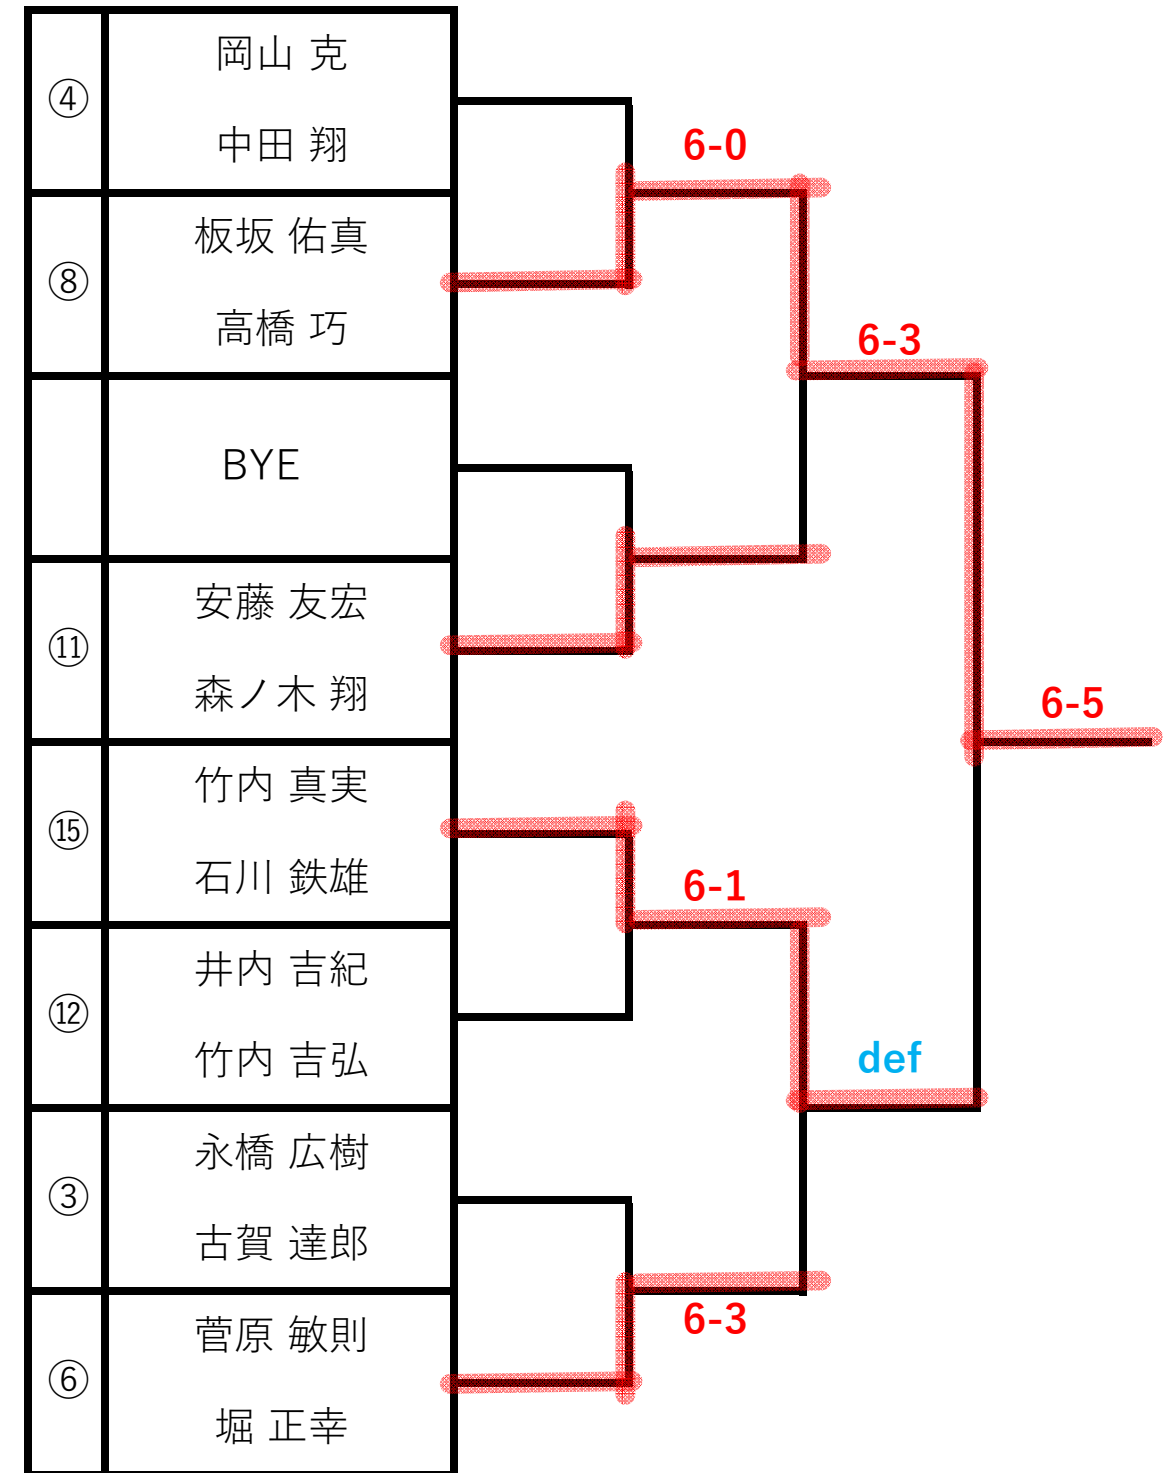 ④
岡山 克
中田 翔
6-0
⑧
板坂 佑真
高橋 巧
6-3
BYE
⑪
安藤 友宏
森ノ木 翔
6-5
⑮
竹内 真実
石川 鉄雄
6-1
⑫
井内 吉紀
竹内 吉弘
def
③
永橋 広樹
古賀 達郎
6-3
⑥
菅原 敏則
堀 正幸